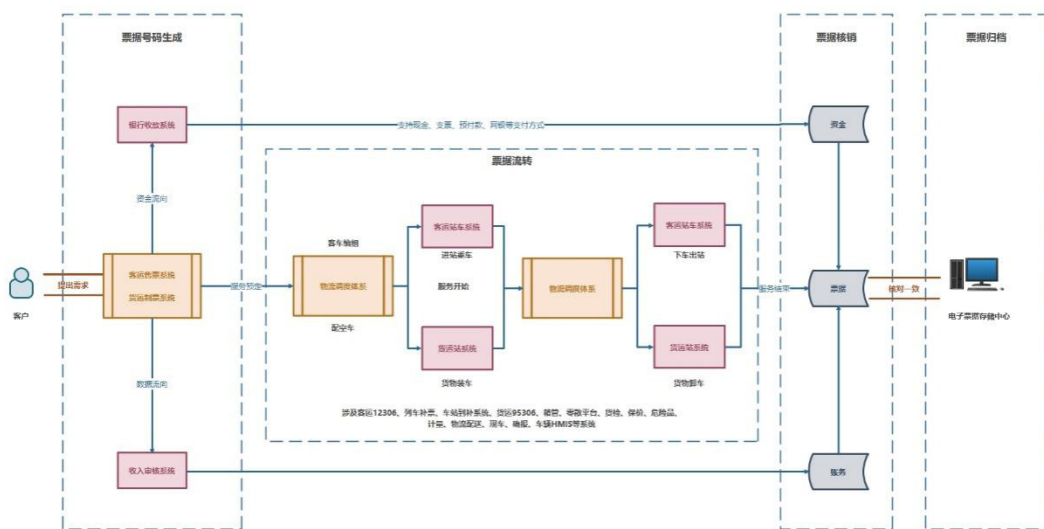 票据号码生成
票据核销
票据归档
银行收款系统
支持现金、支票、预付款、网银等支付方式
资金
票据流转
资金流向
客运站车系统
客运站车系统
客车编组
进站乘车
下车出站
客运售票系统
货运制票系统
提出需求
服务预定
物流调度体系
服务开始
物流调度体系
服务结束
票据
核对一致
客户
配空车
电子票据存储中心
货运站系统
货运站系统
数据流向
货物装车
货物卸车
涉及客运12306、列车补票、车站到补系统、货运95306、箱管、零散平台、货检、保价、危险品、
计量、物流配送、现车、确报、车辆HMIS等系统
收入审核系统
账务